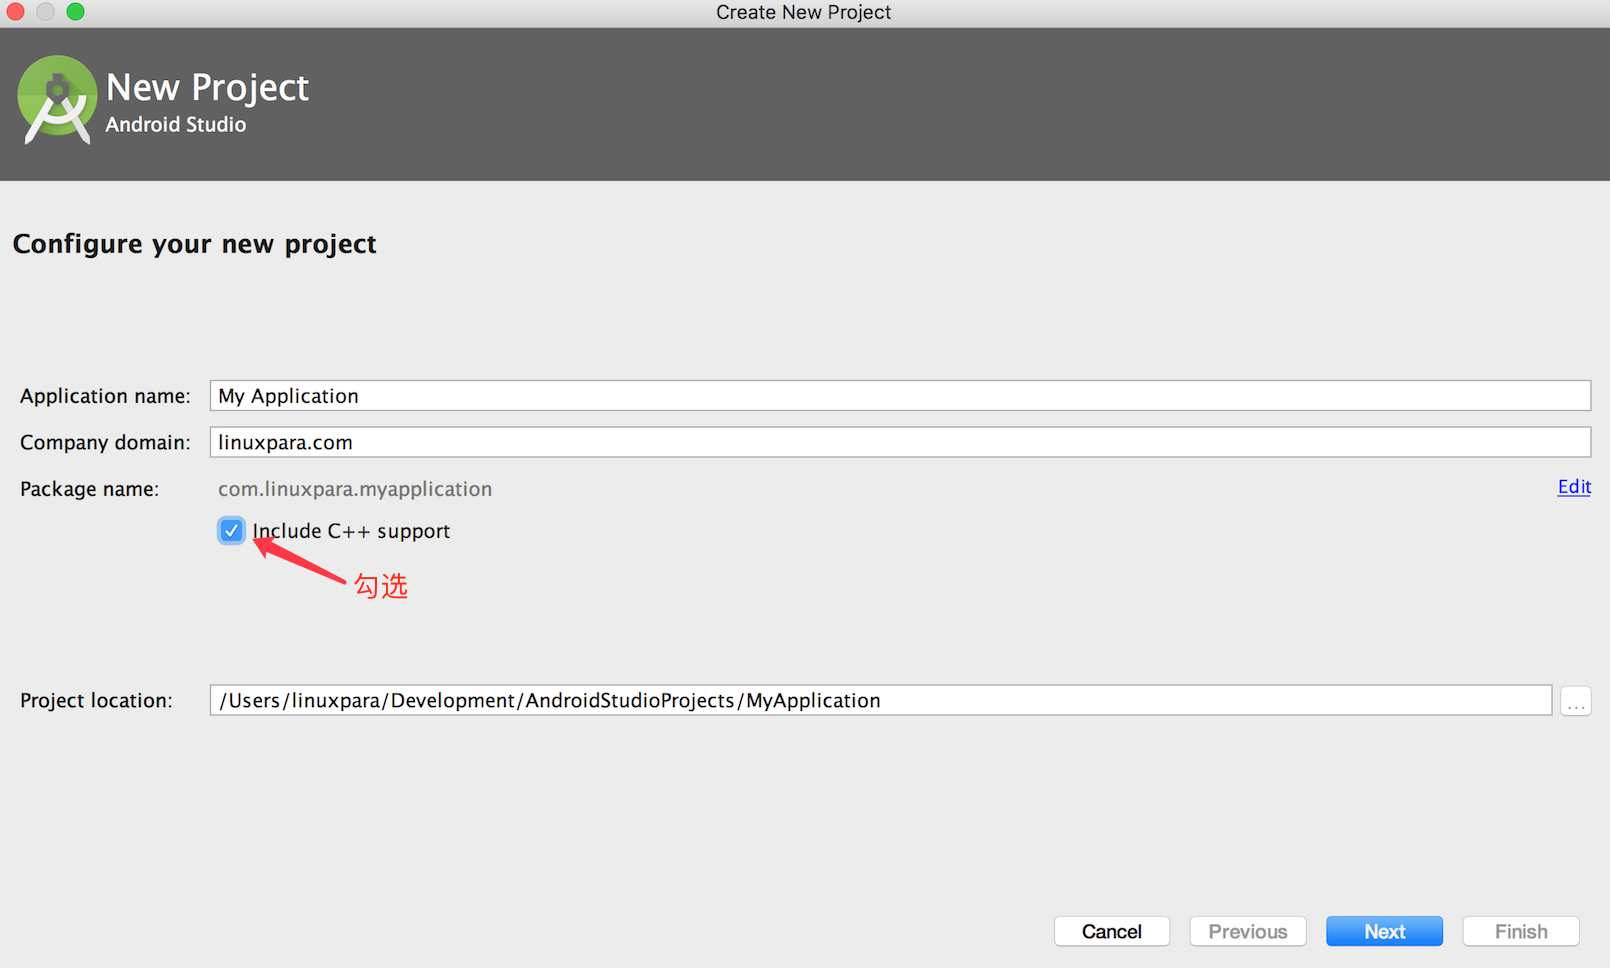 Create New Project
New Project
Android Studio
Configure your new project
Application name: My Application
Company domain: linuxpara.com
Package name: com.linuxpara.myapplication Edit
Include C++ support
勾选
Project location: /Users/linuxpara/Development/AndroidStudioProjects/MyApplication ...
Cancel Previous Next Finish